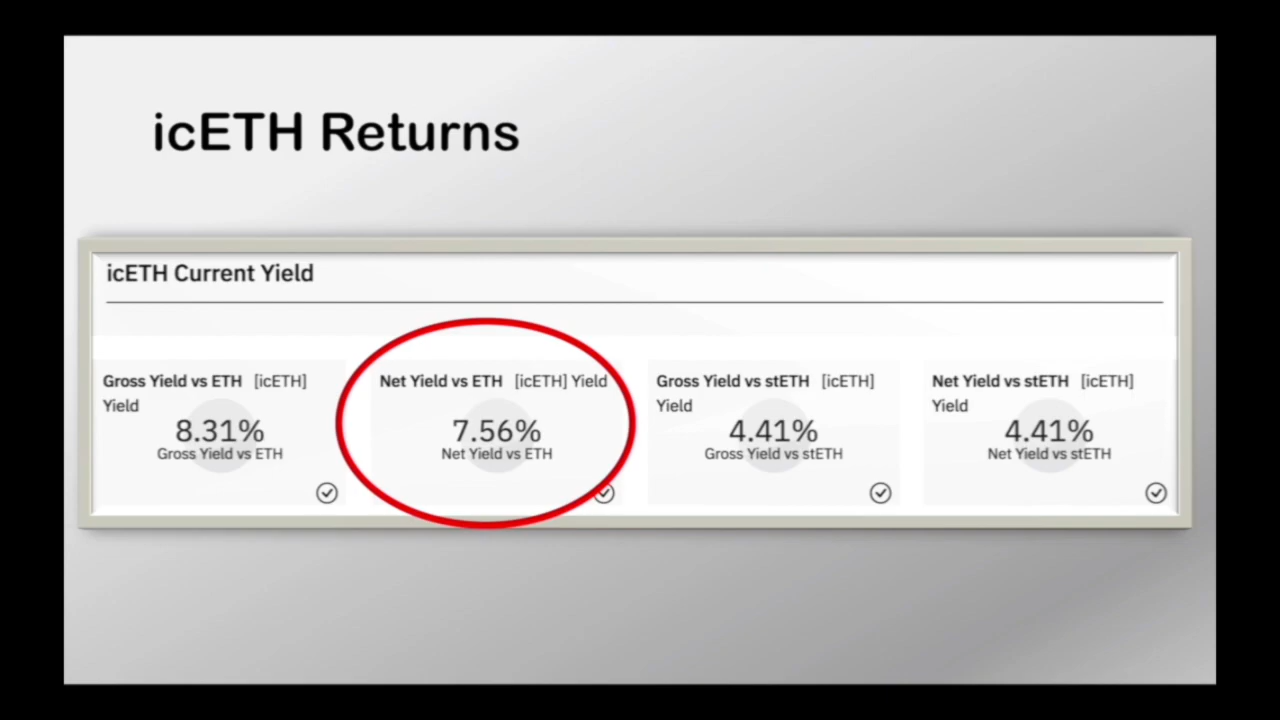 icETH Returns
icETH Current Yield
Gross Yield vs ETH [icETH]
Yield
8.31%
Gross Yield vs ETH
Net Yield vs ETH [icETH] Yield
7.56%
Net Yield vs ETH
Gross Yield vs stETH [icETH]
Yield
4.41%
Gross Yield vs stETH
Net Yield vs stETH [icETH]
Yield
4.41%
Net Yield vs stETH